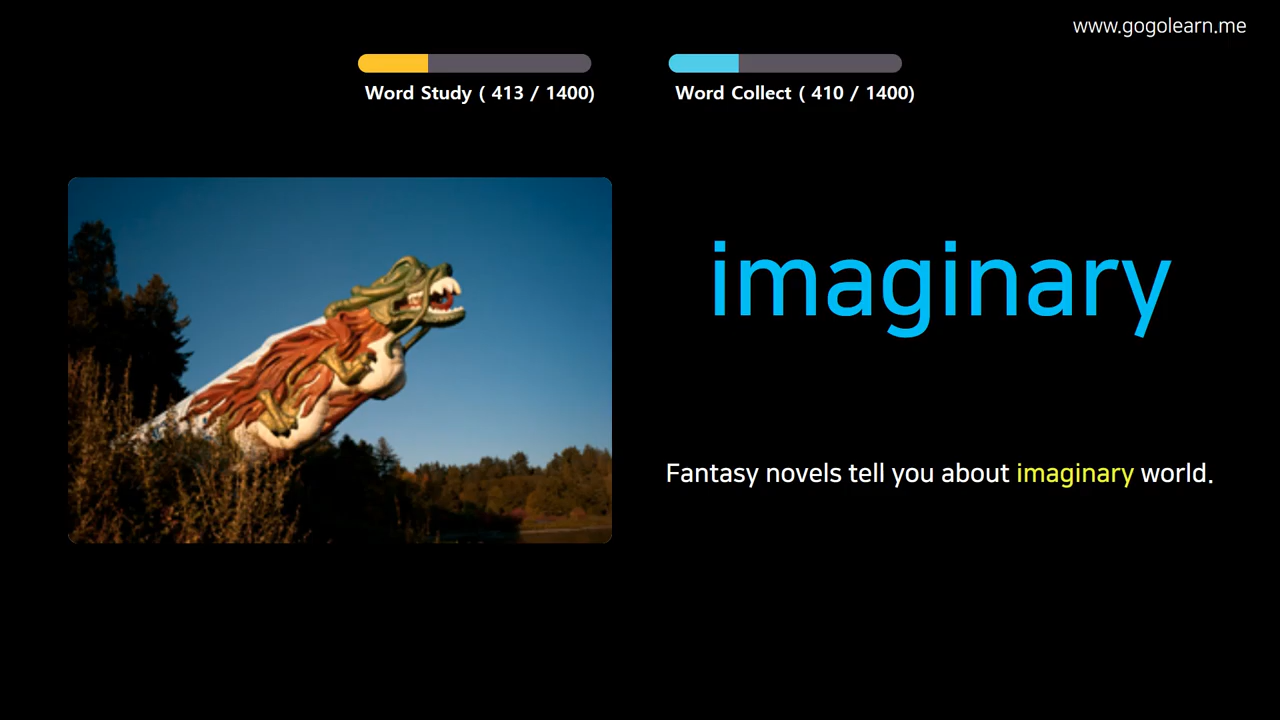 www.gogolearn.me
Word Study ( 413 / 1400)
Word Collect ( 410 / 1400)
imaginary
Fantasy novels tell you about imaginary world.